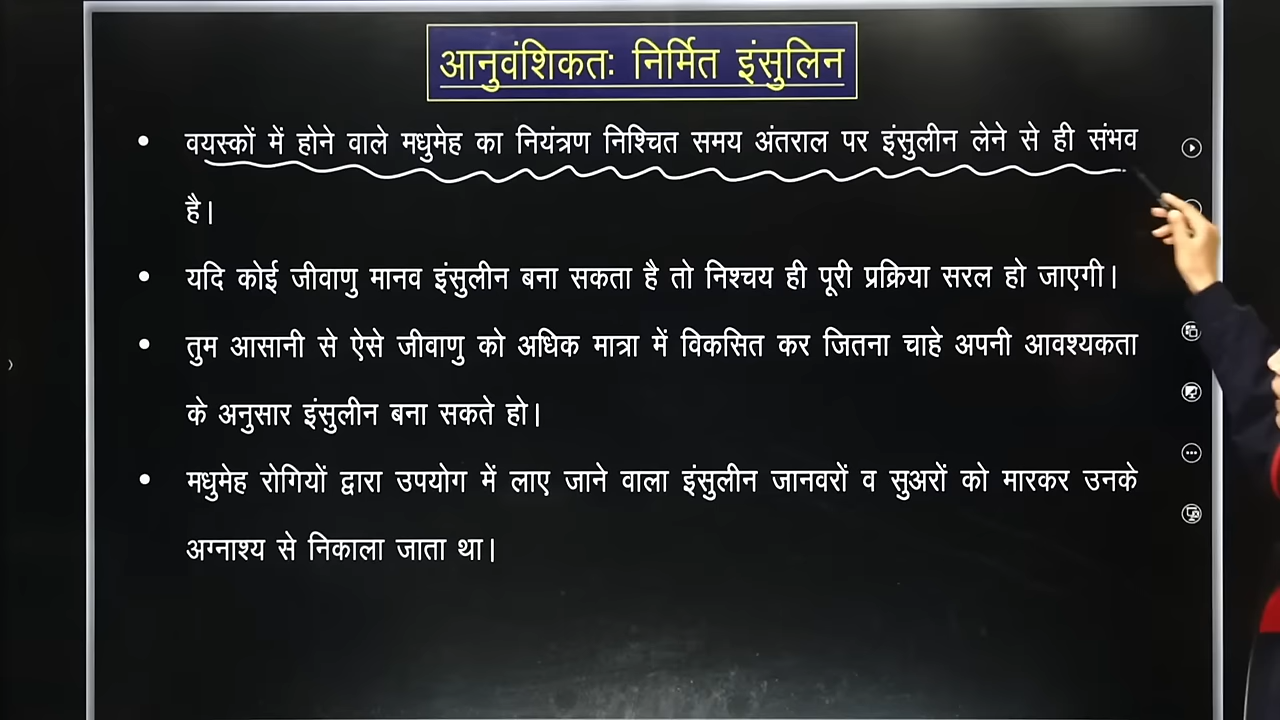 आनुवंशिकतः निर्मित इंसुलिन
• वयस्कों में होने वाले मधुमेह का नियंत्रण निश्चित समय अंतराल पर इंसुलीन लेने से ही संभव
है।
• यदि कोई जीवाणु मानव इंसुलीन बना सकता है तो निश्चय ही पूरी प्रक्रिया सरल हो जाएगी।
• तुम आसानी से ऐसे जीवाणु को अधिक मात्रा में विकसित कर जितना चाहे अपनी आवश्यकता
के अनुसार इंसुलीन बना सकते हो।
• मधुमेह रोगियों द्वारा उपयोग में लाए जाने वाला इंसुलीन जानवरों व सुअरों को मारकर उनके
अग्नाश्य से निकाला जाता था।